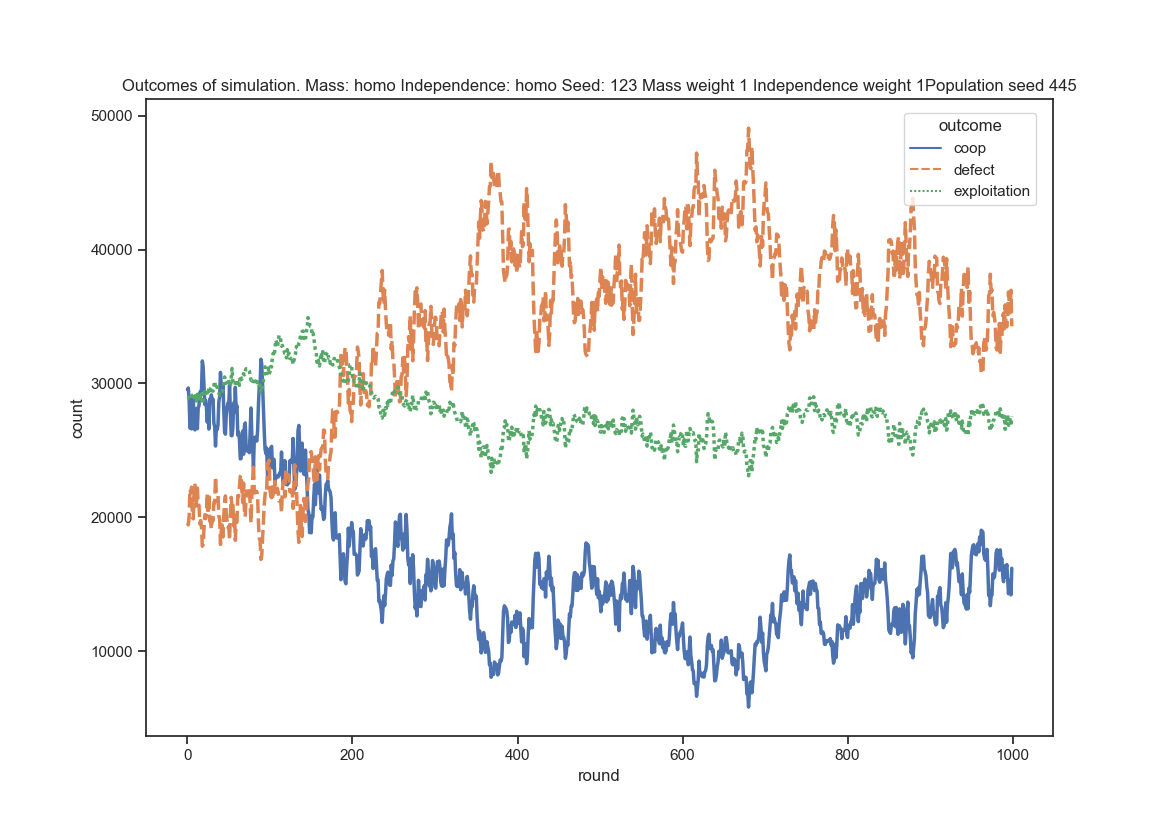 Outcomes of simulation. Mass: homo Independence: homo Seed: 123 Mass weight 1 Independence weight 1Population seed 445
50000
40000
30000
20000
10000
count
outcome
coop
defect
exploitation
0
200
400
600
800
1000
round